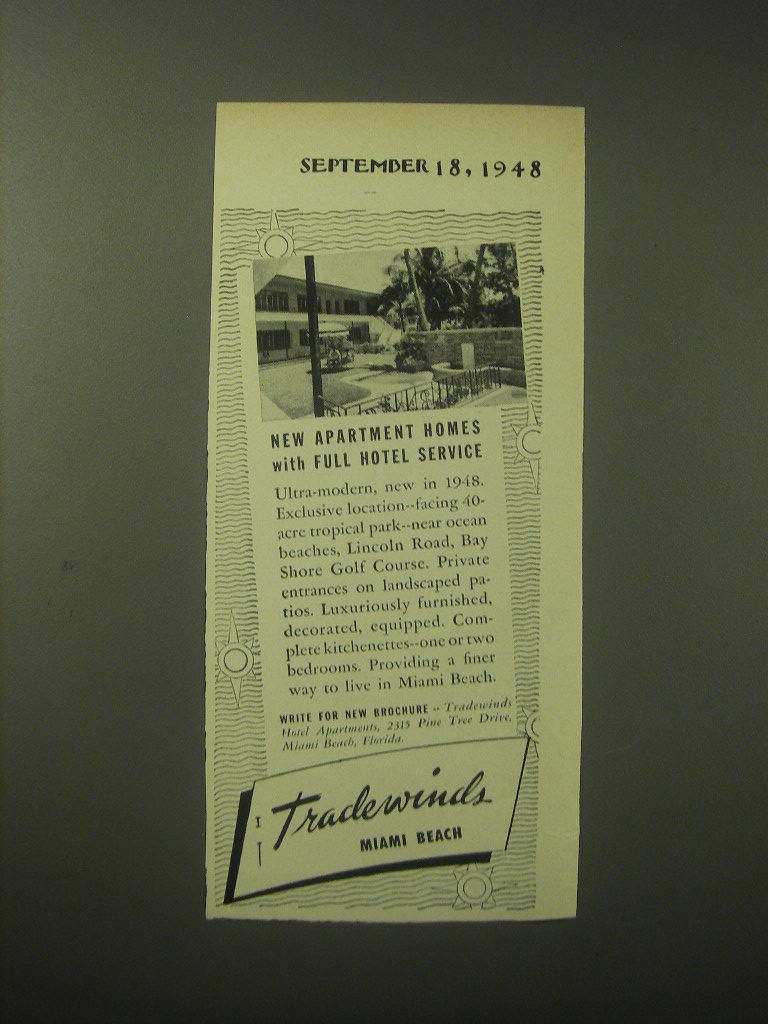 SEPTEMBER 18, 1948
NEW APARTMENT HOMES
with FULL HOTEL SERVICE
Ultra-modern, new in 1948.
Exclusive location--facing 40-
acre tropical park--near ocean
beaches, Lincoln Road, Bay
Shore Golf Course. Private
entrances on landscaped pa-
tios. Luxuriously furnished,
decorated, equipped. Com-
plete kitchenettes--one or two
bedrooms. Providing a finer
way to live in Miami Beach.
WRITE FOR NEW BROCHURE -- Tradewinds
Hotel Apartments, 2315 Pine Tree Drive,
Miami Beach, Florida.
Tradewinds
MIAMI BEACH